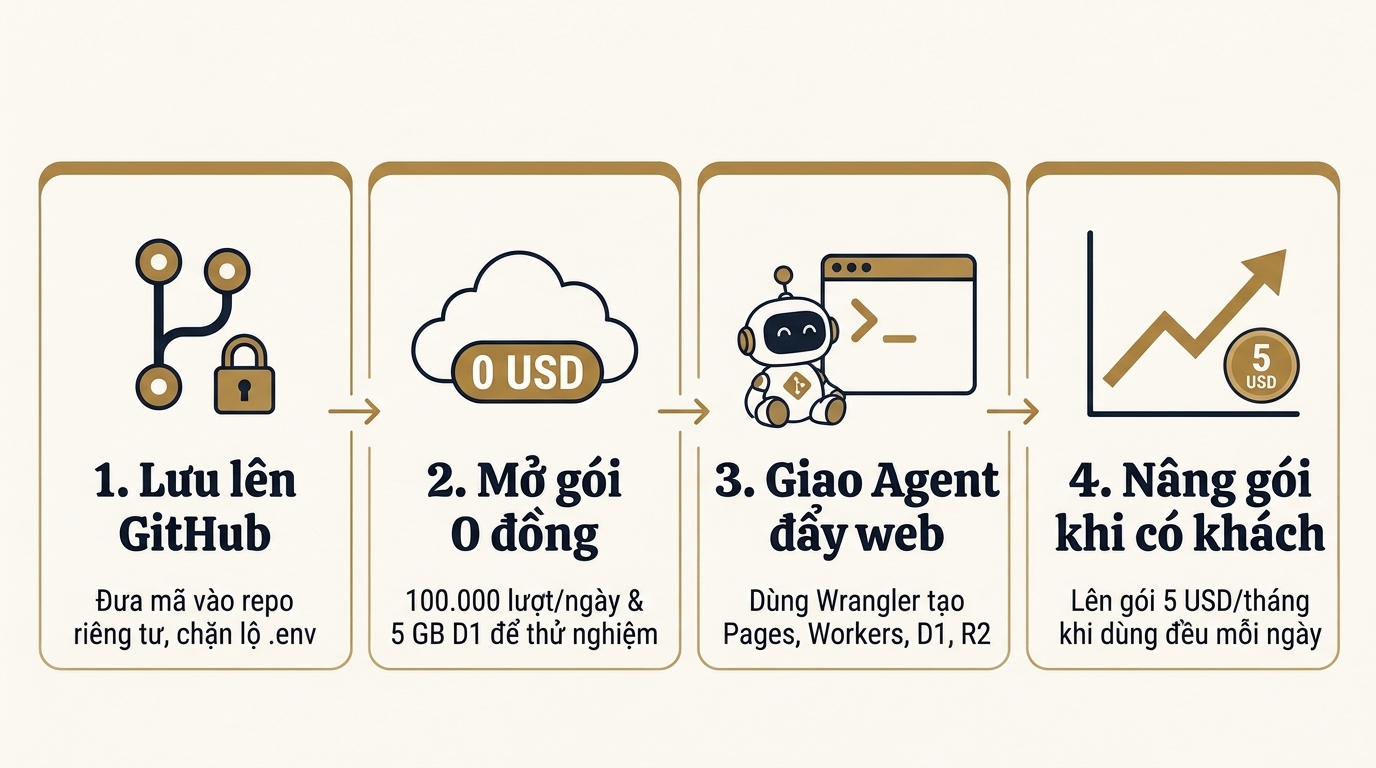 0 USD
5
USD
1. Lưu lên
GitHub
Đưa mã vào repo
riêng tư, chặn lộ .env
2. Mở gói
0 đồng
100.000 lượt/ngày &
5 GB D1 để thử nghiệm
3. Giao Agent
đẩy web
Dùng Wrangler tạo
Pages, Workers, D1, R2
4. Nâng gói
khi có khách
Lên gói 5 USD/tháng
khi dùng đều mỗi ngày